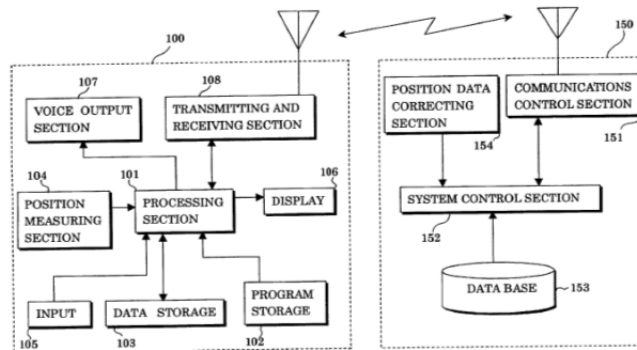 100
107
VOICE OUTPUT
SECTION
108
TRANSMITTING AND
RECEIVING SECTION
104
POSITION
MEASURING
SECTION
101
PROCESSING
SECTION
106
DISPLAY
INPUT
105
DATA STORAGE
103
PROGRAM
STORAGE
102
150
POSITION DATA
CORRECTING
SECTION
154
COMMUNICATIONS
CONTROL SECTION
151
SYSTEM CONTROL SECTION
152
DATA BASE
153